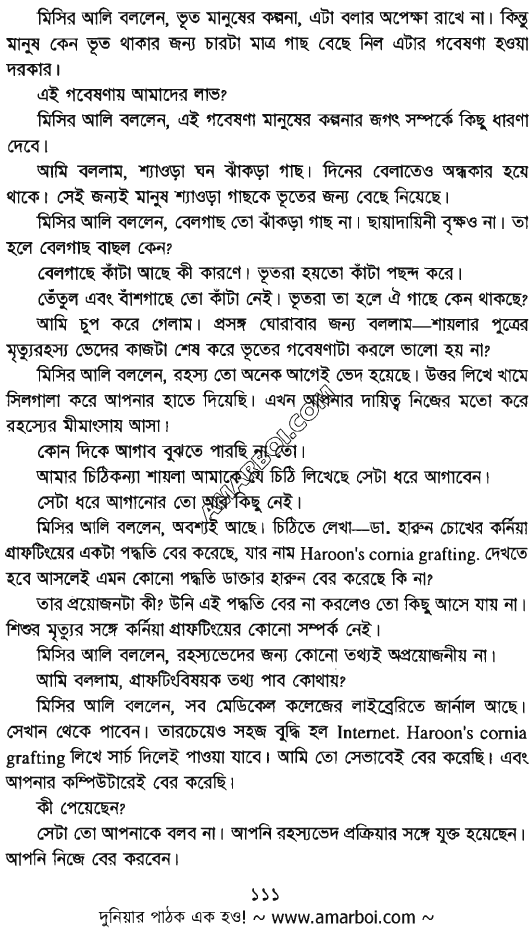 মিসির আলি বললেন, ভূত মানুষের কল্পনা, এটা বলার অপেক্ষা রাখে না। কিন্তু
মানুষ কেন ভূত থাকার জন্য চারটা মাত্র গাছ বেছে নিল এটার গবেষণা হওয়া
দরকার।
এই গবেষণায় আমাদের লাভ?
মিসির আলি বললেন, এই গবেষণা মানুষের কল্পনার জগৎ সম্পর্কে কিছু ধারণা
দেবে।
আমি বললাম, শ্যাওড়া ঘন ঝাঁকড়া গাছ। দিনের বেলাতেও অন্ধকার হয়ে
থাকে। সেই জন্যই মানুষ শ্যাওড়া গাছকে ভূতের জন্য বেছে নিয়েছে।
মিসির আলি বললেন, বেলগাছ তো ঝাঁকড়া গাছ না। ছায়াদায়িনী বৃক্ষও না। তা
হলে বেলগাছ বাছল কেন?
বেলগাছে কাঁটা আছে কী কারণে। ভূতরা হয়তো কাঁটা পছন্দ করে।
তেঁতুল এবং বাঁশগাছে তো কাঁটা নেই। ভূতরা তা হলে ঐ গাছে কেন থাকছে?
আমি চুপ করে গেলাম। প্রসঙ্গ ঘোরাবার জন্য বললাম—শায়লার পুত্রের
মৃত্যুরহস্য ভেদের কাজটা শেষ করে ভূতের গবেষণাটা করলে ভালো হয় না?
মিসির আলি বললেন, রহস্য তো অনেক আগেই ভেদ হয়েছে। উত্তর লিখে খামে
সিলগালা করে আপনার হাতে দিয়েছি। এখন আপনার দায়িত্ব নিজের মতো করে
রহস্যের মীমাংসায় আসা।
কোন দিকে আগাব বুঝতে পারছি না তো।
আমার চিঠিকন্যা শায়লা আমাকে যে চিঠি লিখেছে সেটা ধরে আগাবেন।
সেটা ধরে আগানোর তো আর কিছু নেই।
মিসির আলি বললেন, অবশ্যই আছে। চিঠিতে লেখা—ডা. হারুন চোখের কর্নিয়া
গ্রাফটিংয়ের একটা পদ্ধতি বের করেছে, যার নাম Haroon's cornia grafting. দেখতে
হবে আসলেই এমন কোনো পদ্ধতি ডাক্তার হারুন বের করেছে কি না?
তার প্রয়োজনটা কী? উনি এই পদ্ধতি বের না করলেও তো কিছু আসে যায় না।
শিশুর মৃত্যুর সঙ্গে কর্নিয়া গ্রাফটিংয়ের কোনো সম্পর্ক নেই।
মিসির আলি বললেন, রহস্যভেদের জন্য কোনো তথ্যই অপ্রয়োজনীয় না।
আমি বললাম, গ্রাফটিংবিষয়ক তথ্য পাব কোথায়?
মিসির আলি বললেন, সব মেডিকেল কলেজের লাইব্রেরিতে জার্নাল আছে।
সেখান থেকে পাবেন। তারচেয়েও সহজ বুদ্ধি হল Internet. Haroon's cornia
grafting লিখে সার্চ দিলেই পাওয়া যাবে। আমি তো সেভাবেই বের করেছি। এবং
আপনার কম্পিউটারেই বের করেছি।
কী পেয়েছেন?
সেটা তো আপনাকে বলব না। আপনি রহস্যভেদ প্রক্রিয়ার সঙ্গে যুক্ত হয়েছেন।
আপনি নিজে বের করবেন।
AMARBOI.COM
১১১
দুনিয়ার পাঠক এক হও! ~ www.amarboi.com ~